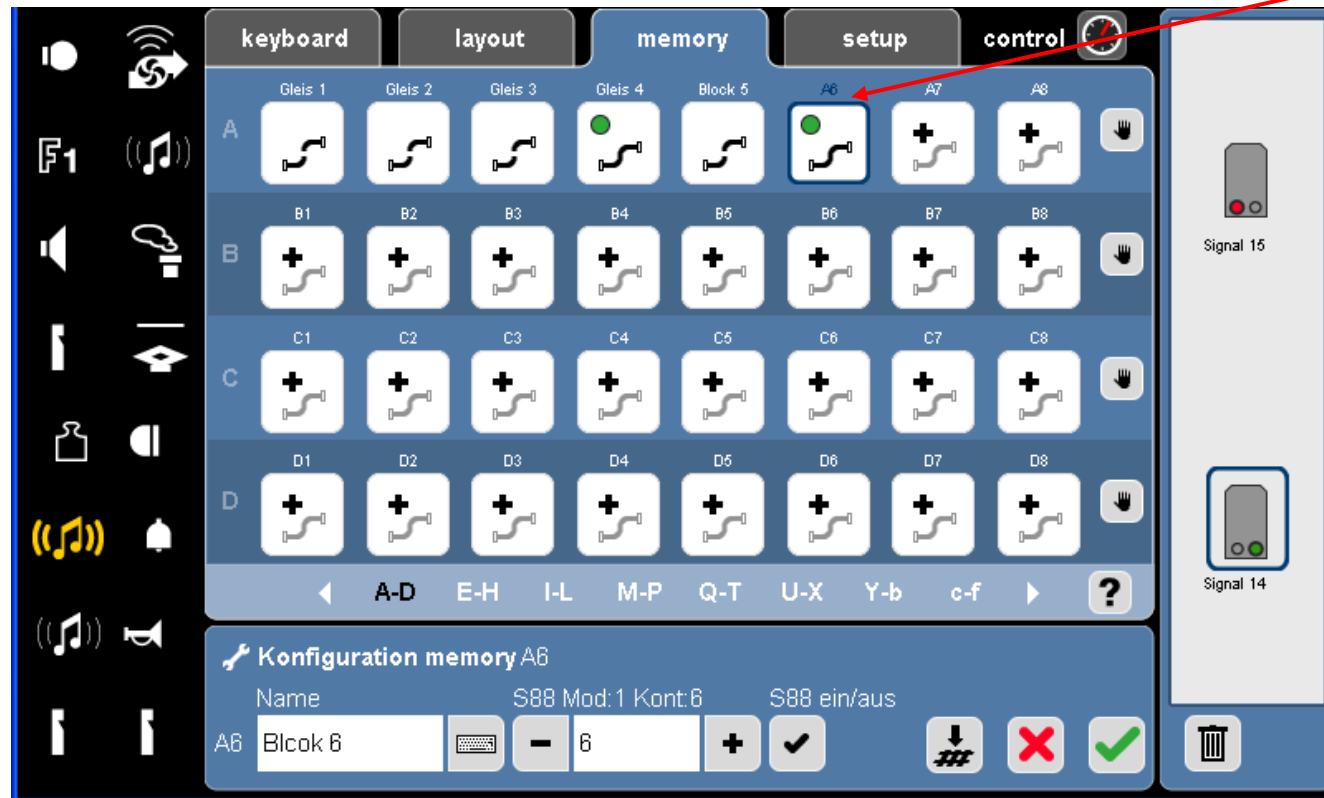 keyboard layout memory setup control
Gleis 1 Gleis 2 Gleis 3 Gleis 4 Block 5 A6 A7 A8
A
F1
B1 B2 B3 B4 B5 B6 B7 B8
B
Signal 15
C1 C2 C3 C4 C5 C6 C7 C8
C
D1 D2 D3 D4 D5 D6 D7 D8
D
A-D E-H I-L M-P Q-T U-X Y-b c-f ?
Signal 14
Konfiguration memory A6
Name S88 Mod:1 Kont:6 S88 ein/aus
A6 Blcok 6 - 6 +